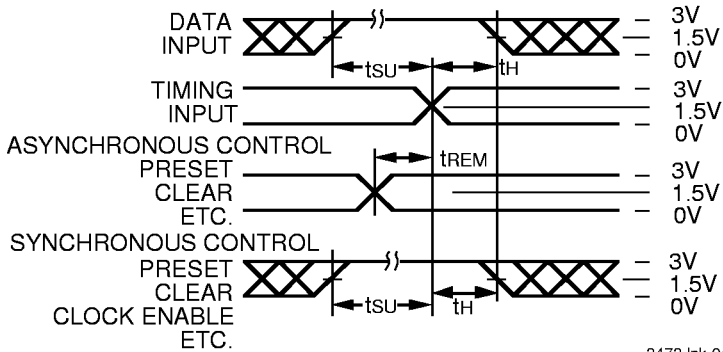 DATA
INPUT
3V
1.5V
0V
tSU
tH
TIMING
INPUT
3V
1.5V
0V
ASYNCHRONOUS CONTROL
PRESET
CLEAR
ETC.
tREM
3V
1.5V
0V
SYNCHRONOUS CONTROL
PRESET
CLEAR
CLOCK ENABLE
ETC.
tSU
tH
3V
1.5V
0V